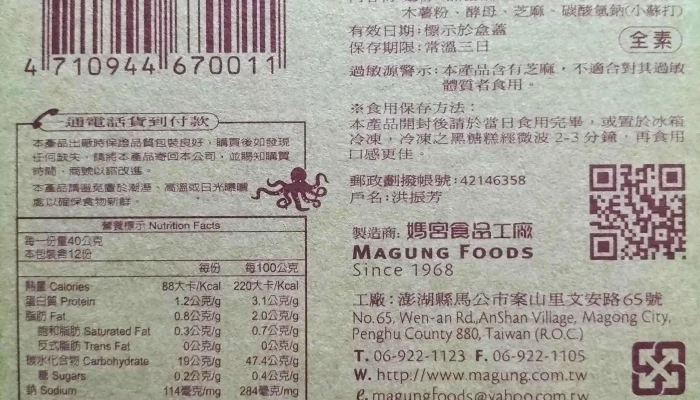 木薯粉、酵母、芝麻、碳酸氫鈉(小蘇打)
有效日期:標示於盒蓋
保存期限:常溫三日
全素
過敏源警示:本產品含有芝麻,不適合對其過敏
體質者食用。
※食用保存方法:
本產品開封後請於當日食用完畢,或置於冰箱
冷凍,冷凍之黑糖糕經微波2-3分鐘,再食用
口感更佳。
郵政劃撥帳號:42146358
戶名:洪振芳
製造商:媽宮食品工廠
MAGUNG FOODS
Since 1968
工廠:澎湖縣馬公市案山里文安路65號
No.65, Wen-an Rd.,AnShan Village, Magong City,
Penghu County 880, Taiwan (R.O.C.)
T. 06-922-1123 F. 06-922-1105
W. http://www.magung.com.tw
e. magungfoods@yahoo.com.tw
4 710944 670011
一通電話貨到付款
本產品出廠時保證品質包裝良好,購買後如發現
任何缺失,請將本產品寄回本公司,並賜知購買
時間、商號以諮改進。
本產品請避免置於潮溼、高溫或日光曝曬
處以確保食物新鮮。
營養標示 Nutrition Facts
每一份量40公克
本包裝含12份
每份 每100公克
熱量 Calories 88大卡/Kcal 220大卡/Kcal
蛋白質 Protein 1.2公克/g 3.1公克/g
脂肪 Fat 0.8公克/g 2.0公克/g
飽和脂肪 Saturated Fat 0.3公克/g 0.7公克/g
反式脂肪 Trans Fat 0公克/g 0公克/g
碳水化合物 Carbohydrate 19公克/g 47.4公克/g
糖 Sugars 0.2公克/g 0.4公克/g
鈉 Sodium 114毫克/mg 284毫克/mg